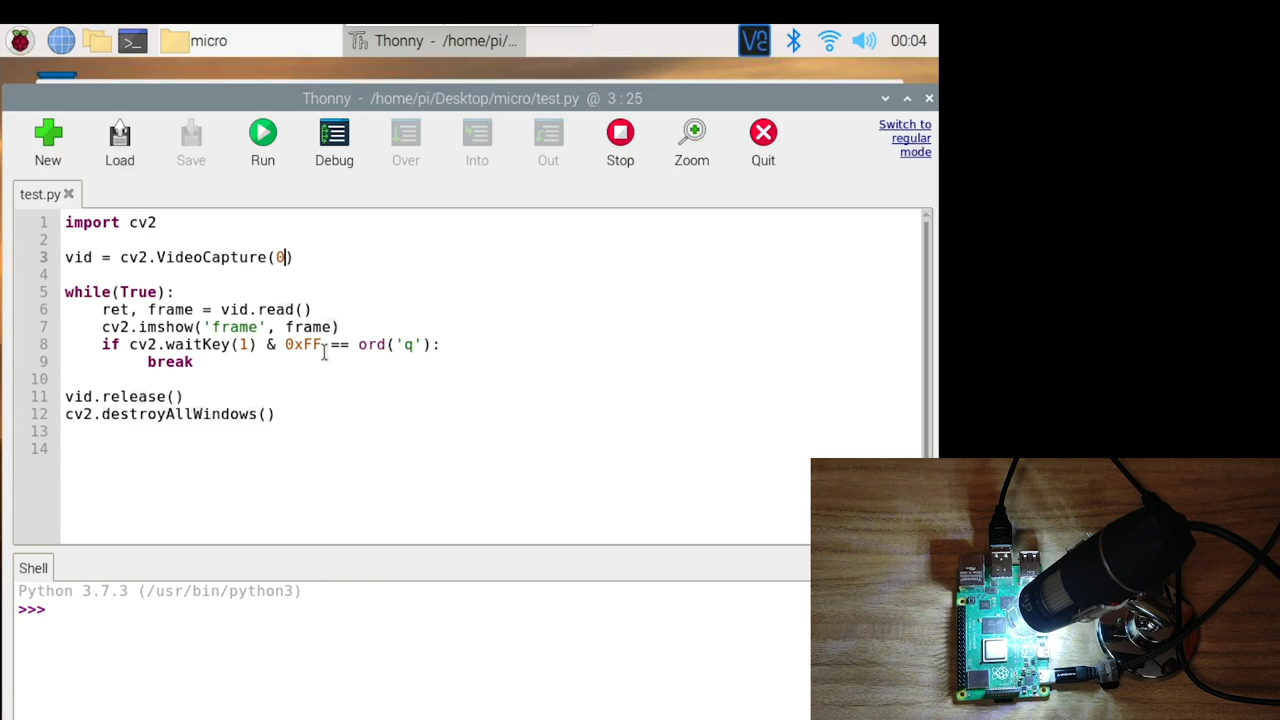 micro
Thonny - /home/pi/...
00:04
Thonny - /home/pi/Desktop/micro/test.py @ 3 : 25
New
Load
Save
Run
Debug
Over
Into
Out
Stop
Zoom
Quit
Switch to
regular
mode
test.py
1 import cv2
2
3 vid = cv2.VideoCapture(0)
4
5 while(True):
6 ret, frame = vid.read()
7 cv2.imshow('frame', frame)
8 if cv2.waitKey(1) & 0xFF == ord('q'):
9 break
10
11 vid.release()
12 cv2.destroyAllWindows()
13
14
Shell
Python 3.7.3 (/usr/bin/python3)
>>>